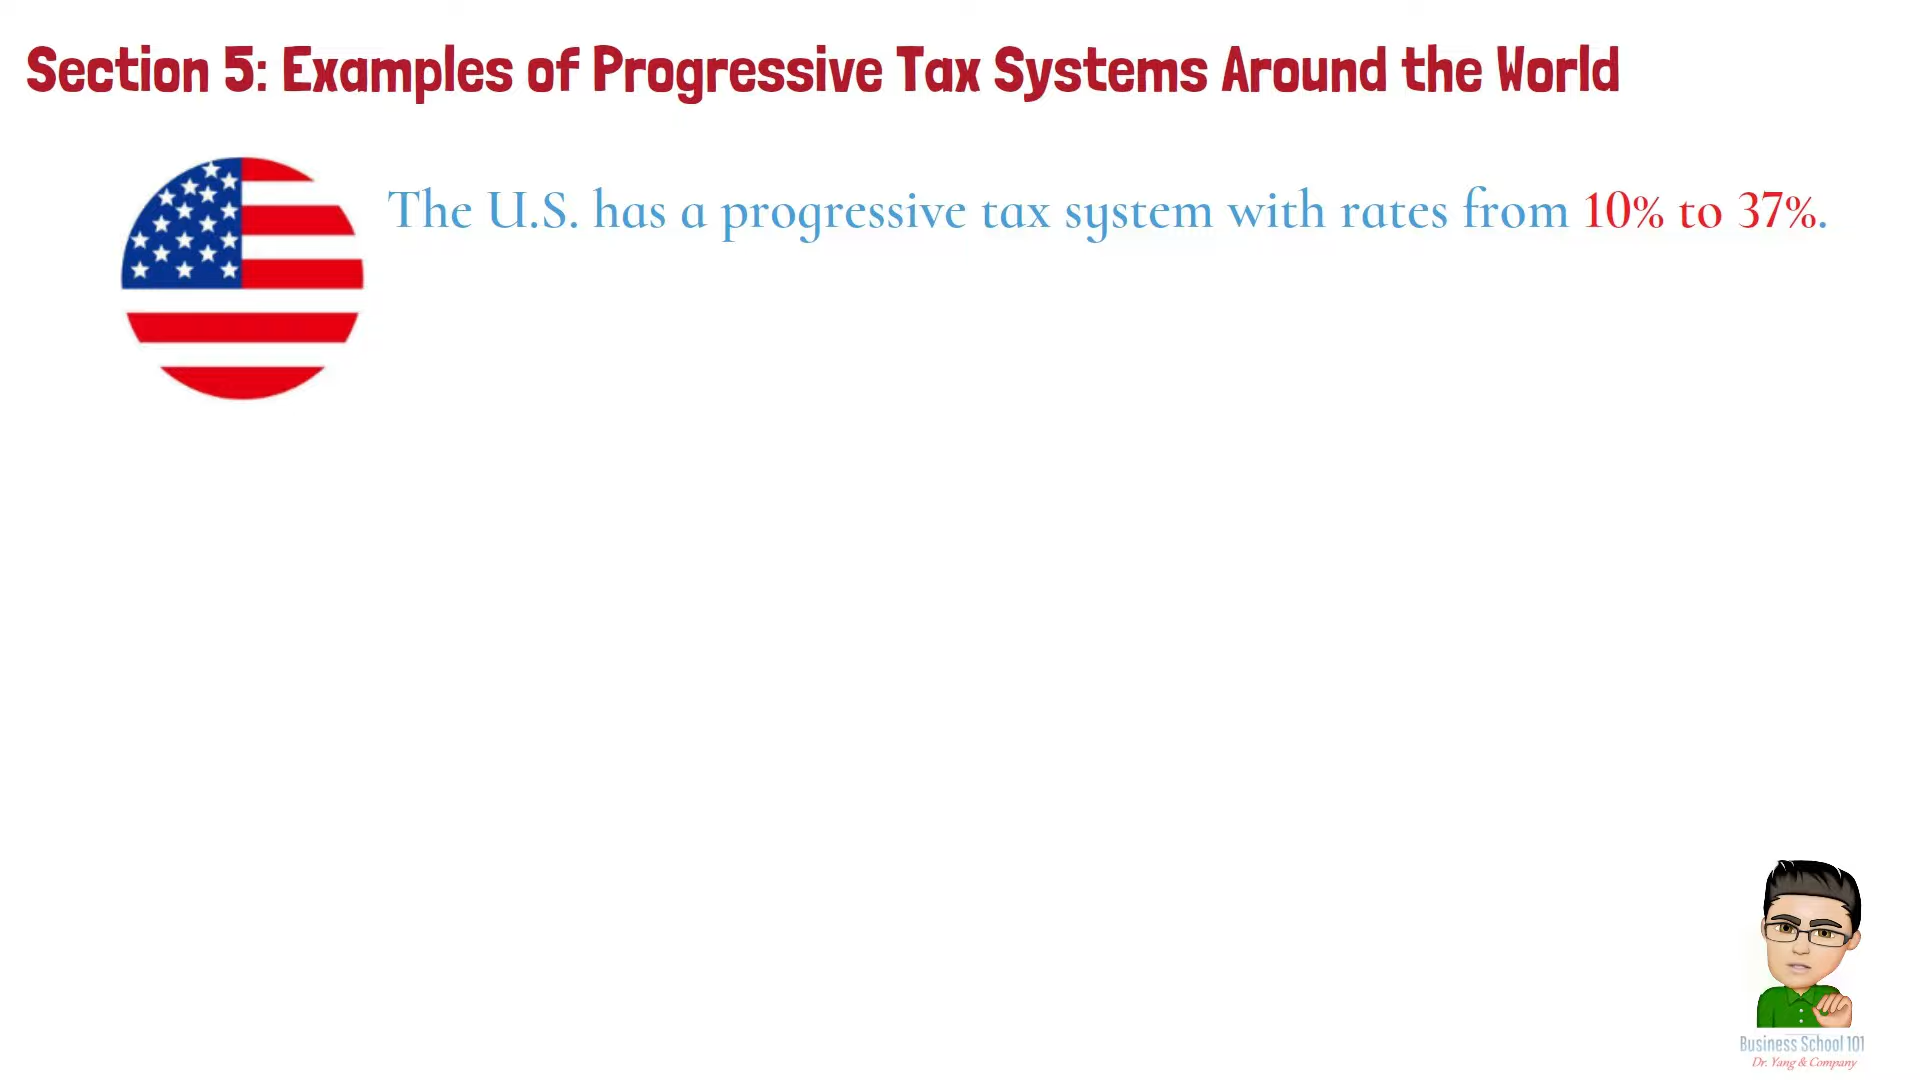 Section 5: Examples of Progressive Tax Systems Around the World
The U.S. has a progressive tax system with rates from 10% to 37%.
Business School 101
Dr. Yang & Company